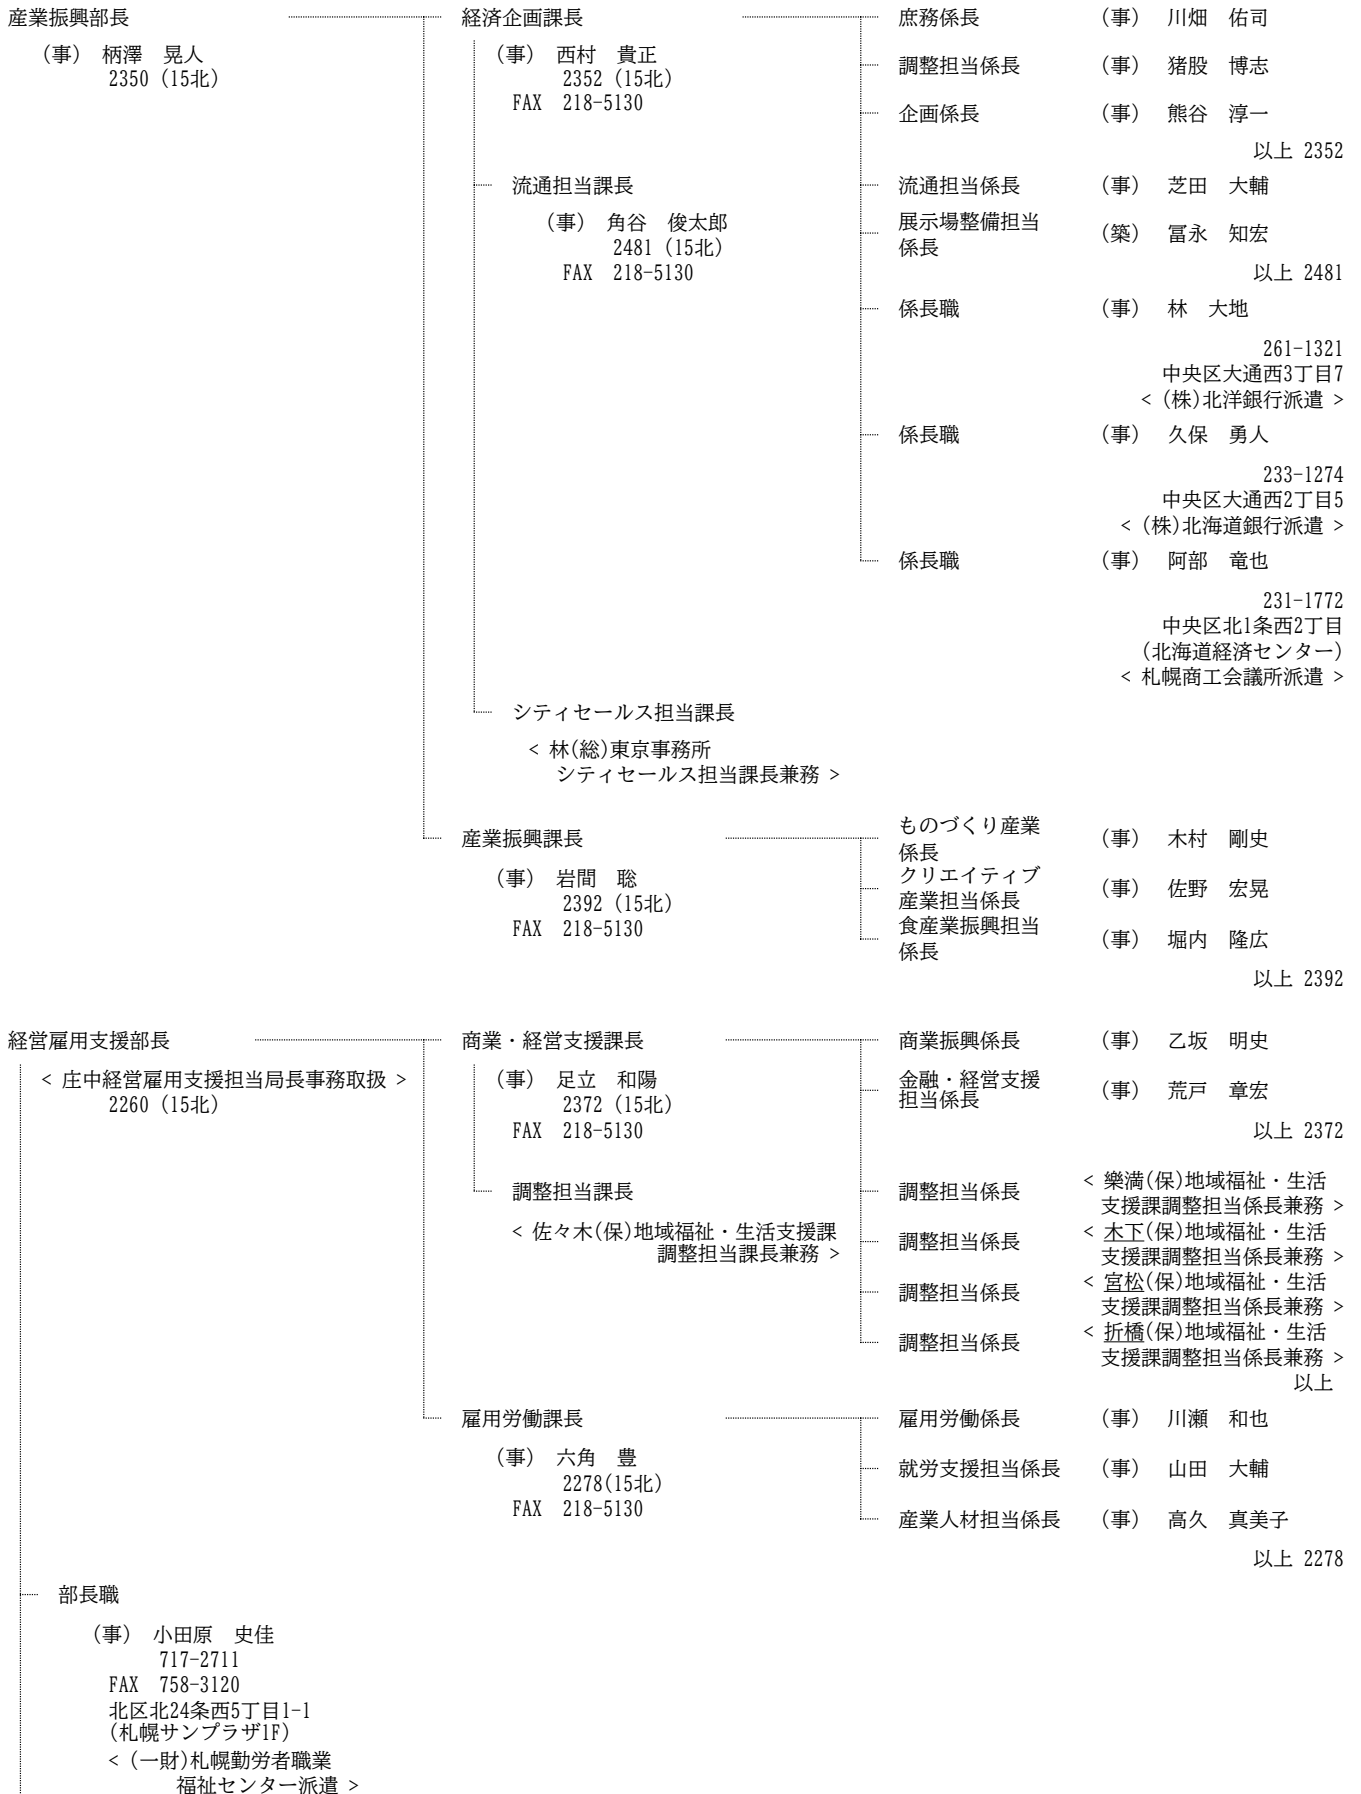 産業振興部長
（事） 柄澤　晃人
2350（15北）
経済企画課長
（事） 西村　貴正
2352（15北）
FAX　218-5130
庶務係長　（事）　川畑　佑司
調整担当係長　（事）　猪股　博志
企画係長　（事）　熊谷　淳一
以上 2352
流通担当課長
（事） 角谷　俊太郎
2481（15北）
FAX　218-5130
流通担当係長　（事）　芝田　大輔
展示場整備担当
係長　（築）　冨永　知宏
以上 2481
係長職　（事）　林　大地
261-1321
中央区大通西3丁目7
<（株）北洋銀行派遣 >
係長職　（事）　久保　勇人
233-1274
中央区大通西2丁目5
<（株）北海道銀行派遣 >
係長職　（事）　阿部　竜也
231-1772
中央区北1条西2丁目
（北海道経済センター）
< 札幌商工会議所派遣 >
シティセールス担当課長
< 林(総)東京事務所
シティセールス担当課長兼務 >
産業振興課長
（事） 岩間　聡
2392（15北）
FAX　218-5130
ものづくり産業
係長　（事）　木村　剛史
クリエイティブ
産業担当係長　（事）　佐野　宏晃
食産業振興担当
係長　（事）　堀内　隆広
以上 2392
経営雇用支援部長
< 庄中経営雇用支援担当局長事務取扱 >
2260（15北）
商業・経営支援課長
（事） 足立　和陽
2372（15北）
FAX　218-5130
商業振興係長　（事）　乙坂　明史
金融・経営支援
担当係長　（事）　荒戸　章宏
以上 2372
調整担当課長
< 佐々木(保)地域福祉・生活支援課
調整担当課長兼務 >
調整担当係長　< 樂満(保)地域福祉・生活
支援課調整担当係長兼務 >
調整担当係長　< 木下(保)地域福祉・生活
支援課調整担当係長兼務 >
調整担当係長　< 宮松(保)地域福祉・生活
支援課調整担当係長兼務 >
調整担当係長　< 折橋(保)地域福祉・生活
支援課調整担当係長兼務 >
以上
雇用労働課長
（事） 六角　豊
2278(15北)
FAX　218-5130
雇用労働係長　（事）　川瀬　和也
就労支援担当係長　（事）　山田　大輔
産業人材担当係長　（事）　高久　真美子
以上 2278
部長職
（事） 小田原　史佳
717-2711
FAX　758-3120
北区北24条西5丁目1-1
（札幌サンプラザ1F）
<（一財)札幌勤労者職業
福祉センター派遣 >